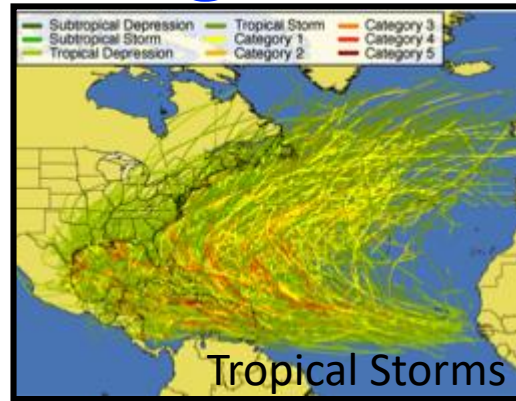 Subtropical Depression Tropical Storm Category 3
Subtropical Storm Category 1 Category 4
Tropical Depression Category 2 Category 5
Tropical Storms